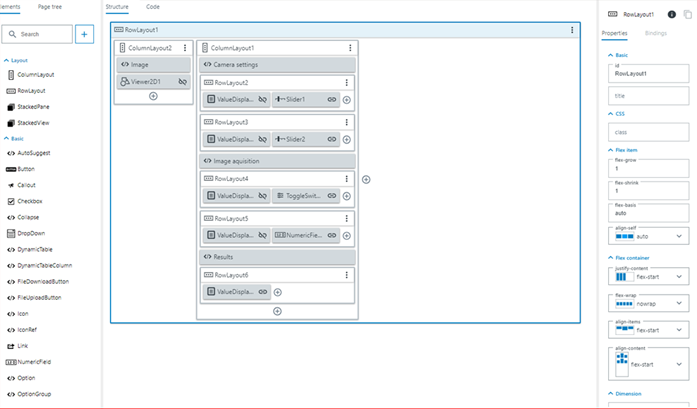 lements
Page tree
Search
+
Layout
ColumnLayout
RowLayout
StackedPane
StackedView
Basic
AutoSuggest
Button
Callout
Checkbox
Collapse
DropDown
DynamicTable
DynamicTableColumn
FileDownloadButton
FileUploadButton
Icon
IconRef
Link
NumericField
Option
OptionGroup
Structure
Code
RowLayout1
ColumnLayout2
Image
Viewer2D1
ColumnLayout1
Camera settings
RowLayout2
ValueDispla...
Slider1
RowLayout3
ValueDispla...
Slider2
Image aquisition
RowLayout4
ValueDispla...
ToggleSwit...
RowLayout5
ValueDispla...
NumericFie...
Results
RowLayout6
ValueDispla...
RowLayout1
Properties
Bindings
Basic
id
RowLayout1
title
CSS
class
Flex item
flex-grow
1
flex-shrink
1
flex-basis
auto
align-self
auto
Flex container
justify-content
flex-start
flex-wrap
nowrap
align-items
flex-start
align-content
flex-start
Dimension